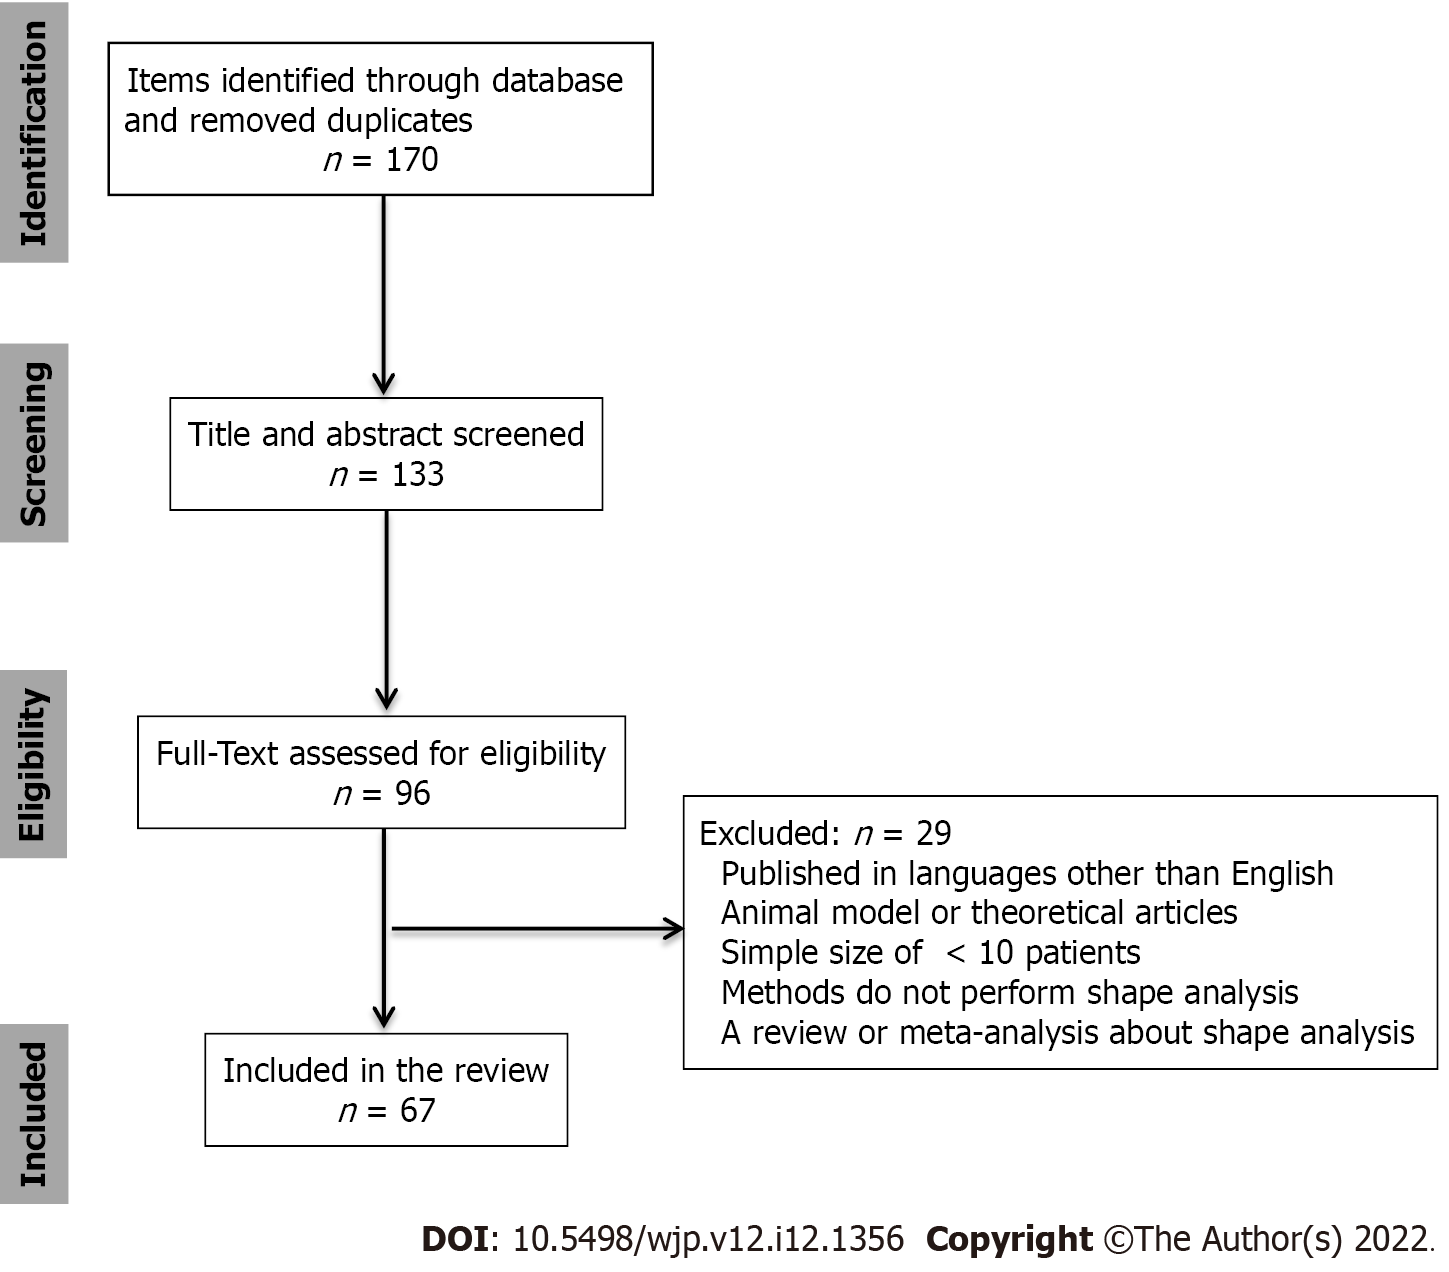 Identification
Items identified through database
and removed duplicates
n = 170
Screening
Title and abstract screened
n = 133
Eligibility
Full-Text assessed for eligibility
n = 96
Excluded: n = 29
Published in languages other than English
Animal model or theoretical articles
Simple size of < 10 patients
Methods do not perform shape analysis
A review or meta-analysis about shape analysis
Included
Included in the review
n = 67
DOI: 10.5498/wjp.v12.i12.1356 Copyright ©The Author(s) 2022.